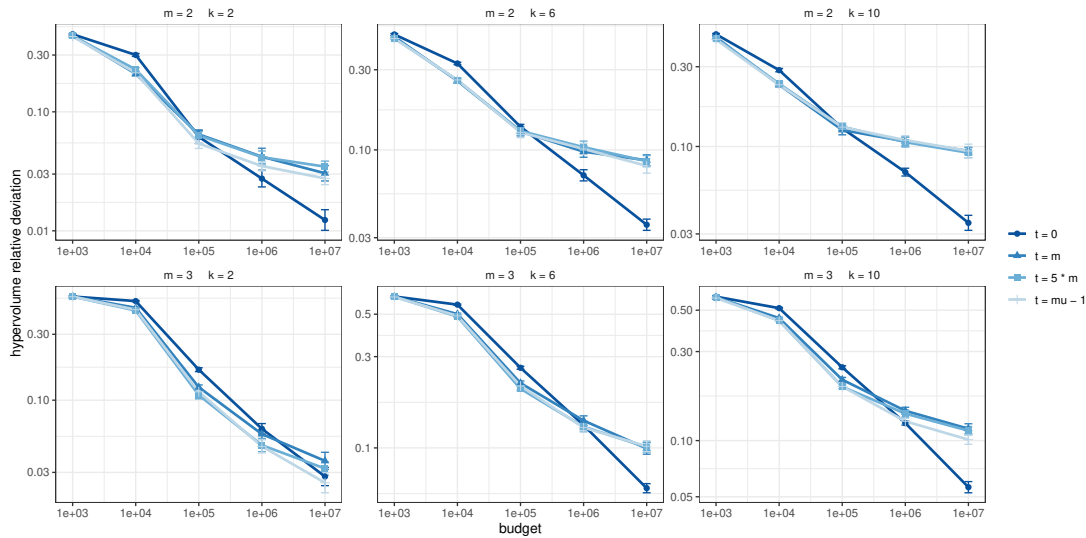 m = 2 k = 2
m = 2 k = 6
m = 2 k = 10
0.30
0.10
0.03
0.01
1e+03 1e+04 1e+05 1e+06 1e+07
0.30
0.10
0.03
1e+03 1e+04 1e+05 1e+06 1e+07
0.30
0.10
0.03
1e+03 1e+04 1e+05 1e+06 1e+07
hypervolume relative deviation
m = 3 k = 2
m = 3 k = 6
m = 3 k = 10
0.30
0.10
0.03
1e+03 1e+04 1e+05 1e+06 1e+07
0.5
0.3
0.1
1e+03 1e+04 1e+05 1e+06 1e+07
0.50
0.30
0.10
0.05
1e+03 1e+04 1e+05 1e+06 1e+07
budget
t = 0
t = m
t = 5 * m
t = mu − 1